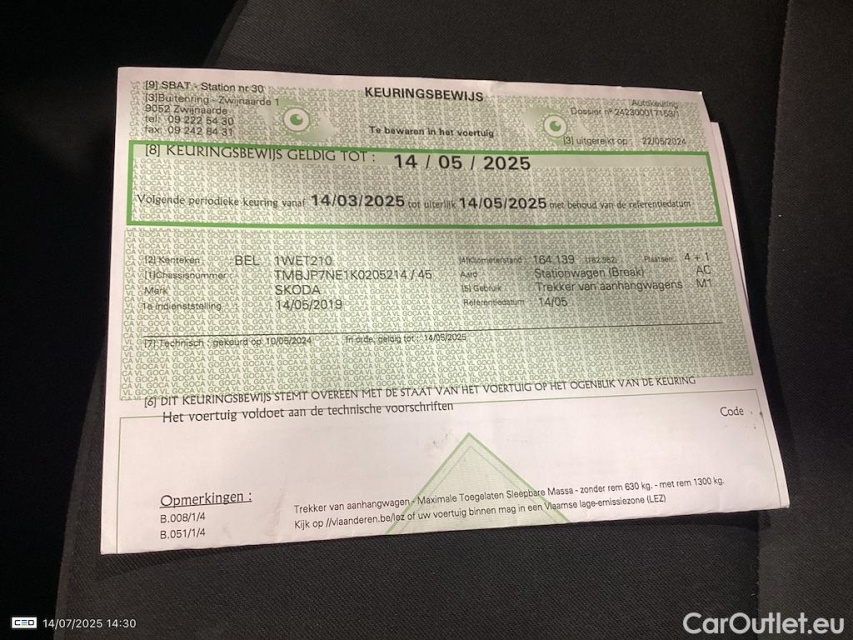 [9] SBAT - Station nr 30
[3] Buitenring - Zwijnaarde 1
9052 Zwijnaarde
tel: 09 222 54 30
fax: 09 242 84 31
KEURINGSBEWIJS
Te bewaren in het voertuig
Autokeuring
Dossier nº 242300017153/1
[3] uitgereikt op: 22/05/2024
[8] KEURINGSBEWIJS GELDIG TOT : 14 / 05 / 2025
Volgende periodieke keuring vanaf 14/03/2025 tot uiterlijk 14/05/2025 met behoud van de referentiedatum
[2] Kenteken : BEL 1WET210
[1] Chassisnummer : TMBJP7NE1K0205214 / 45
Merk SKODA
1e indienststelling : 14/05/2019
[4] Kilometerstand : 164.139 Plaatsen: 4 + 1
Aard Stationwagen (Break) AC
[5] Gebruik : Trekker van aanhangwagens M1
Referentiedatum : 14/05
[7] Technisch : gekeurd op 10/05/2024 In orde, geldig tot : 14/05/2025
[6] DIT KEURINGSBEWIJS STEMT OVEREEN MET DE STAAT VAN HET VOERTUIG OP HET OGENBLIK VAN DE KEURING
Het voertuig voldoet aan de technische voorschriften
Code
Opmerkingen :
B.008/1/4 Trekker van aanhangwagen - Maximale Toegelaten Sleepbare Massa - zonder rem 630 kg. - met rem 1300 kg.
B.051/1/4 Kijk op //vlaanderen.be/lez of uw voertuig binnen mag in een Vlaamse lage-emissiezone (LEZ)
14/07/2025 14:30
CarOutlet.eu